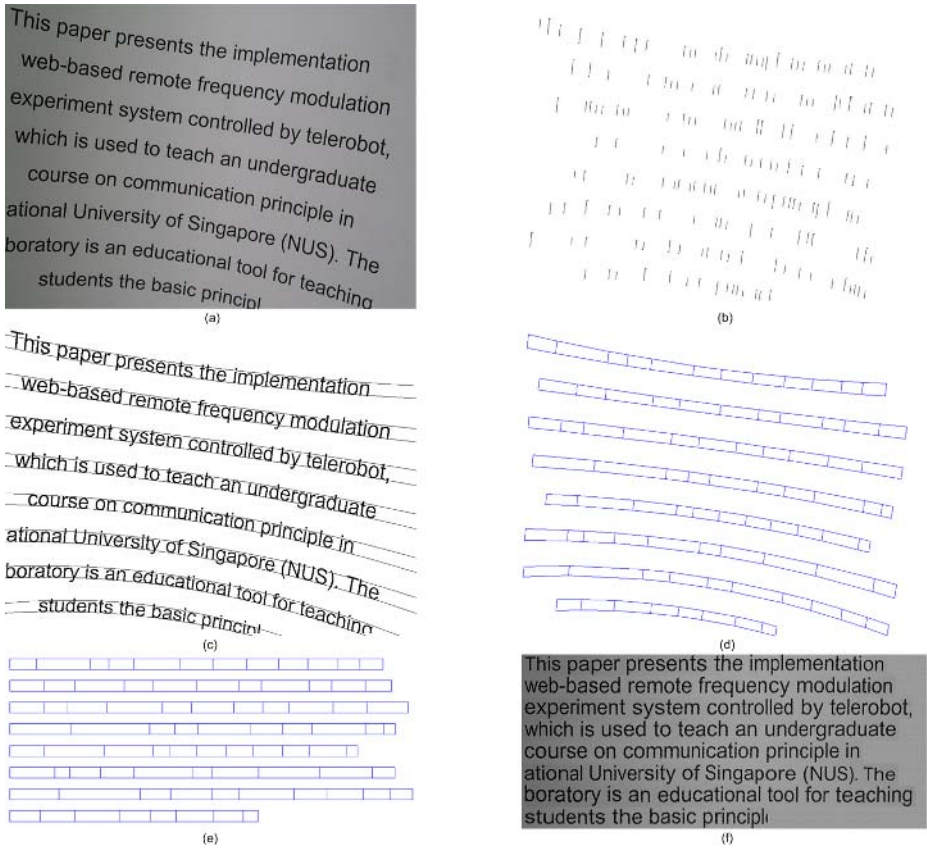 This paper presents the implementation
web-based remote frequency modulation
experiment system controlled by telerobot,
which is used to teach an undergraduate
course on communication principle in
ational University of Singapore (NUS). The
boratory is an educational tool for teaching
students the basic princip
(a)
(b)
This paper presents the implementation
web-based remote frequency modulation
experiment system controlled by telerobot,
which is used to teach an undergraduate
course on communication principle in
ational University of Singapore (NUS). The
boratory is an educational tool for teaching
students the basic princip
(c)
(d)
(e)
This paper presents the implementation
web-based remote frequency modulation
experiment system controlled by telerobot,
which is used to teach an undergraduate
course on communication principle in
ational University of Singapore (NUS). The
boratory is an educational tool for teaching
students the basic princip
(f)